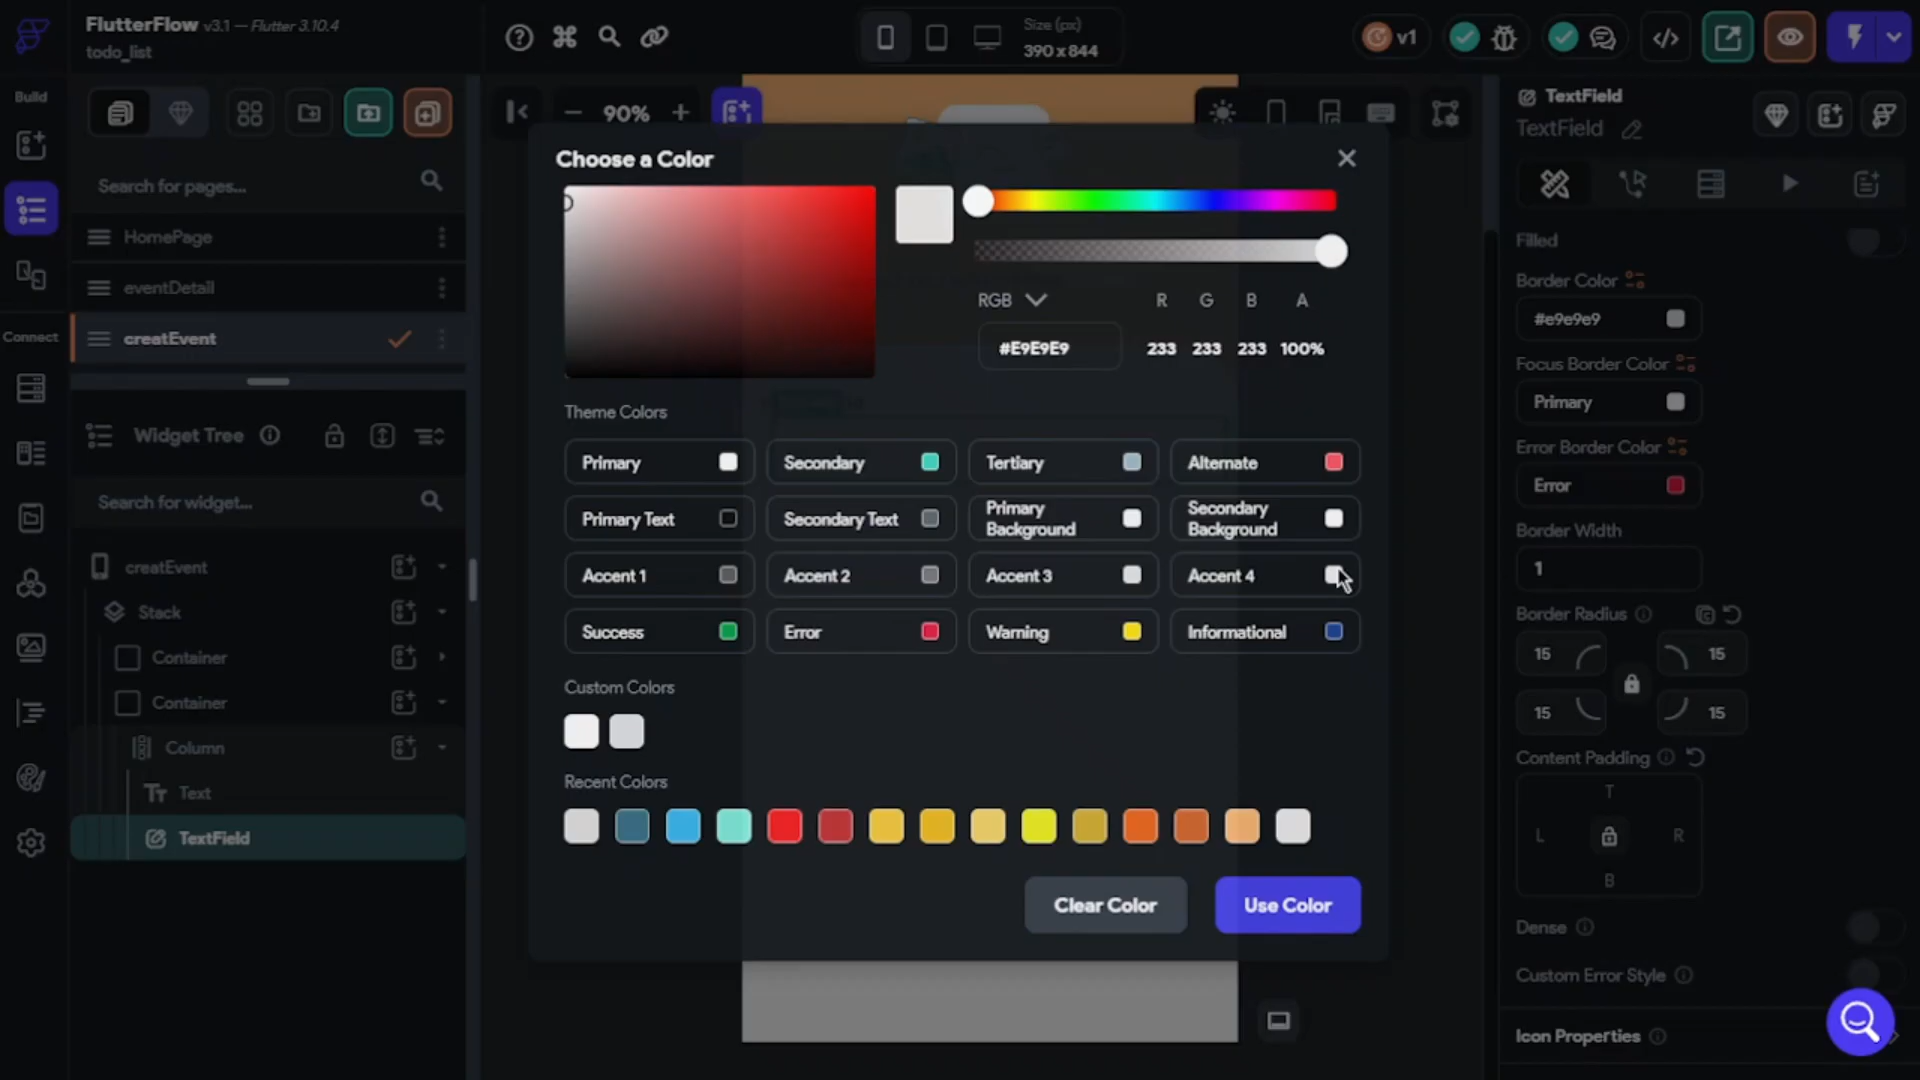 FlutterFlow v3.1 — Flutter 3.10.4
todo_list
Size (px)
390 x 844
v1
Build
Connect
Search for pages...
HomePage
eventDetail
creatEvent
Widget Tree
Search for widget...
creatEvent
Stack
Container
Container
Column
Tt Text
TextField
90%
Choose a Color
RGB
R G B A
#E9E9E9
233 233 233 100%
Theme Colors
Primary
Secondary
Tertiary
Alternate
Primary Text
Secondary Text
Primary
Background
Secondary
Background
Accent 1
Accent 2
Accent 3
Accent 4
Success
Error
Warning
Informational
Custom Colors
Recent Colors
Clear Color
Use Color
TextField
TextField
Filled
Border Color
#e9e9e9
Focus Border Color
Primary
Error Border Color
Error
Border Width
1
Border Radius
15
15
15
15
Content Padding
T
L
R
B
Dense
Custom Error Style
Icon Properties